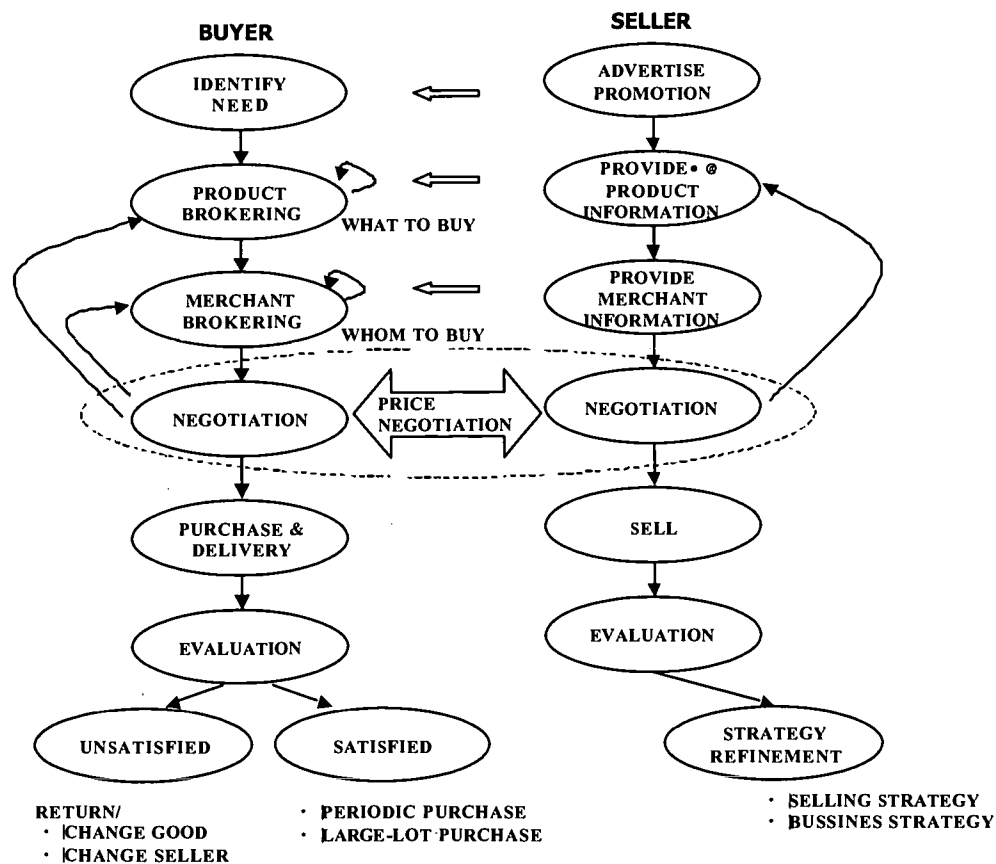 BUYER
SELLER
IDENTIFY
NEED
ADVERTISE
PROMOTION
PRODUCT
BROKERING
WHAT TO BUY
PROVIDE• @
PRODUCT
INFORMATION
MERCHANT
BROKERING
WHOM TO BUY
PROVIDE
MERCHANT
INFORMATION
NEGOTIATION
PRICE
NEGOTIATION
NEGOTIATION
PURCHASE &
DELIVERY
SELL
EVALUATION
EVALUATION
UNSATISFIED
SATISFIED
STRATEGY
REFINEMENT
RETURN/
· CHANGE GOOD
· CHANGE SELLER
· PERIODIC PURCHASE
· LARGE-LOT PURCHASE
· SELLING STRATEGY
· BUSSINES STRATEGY